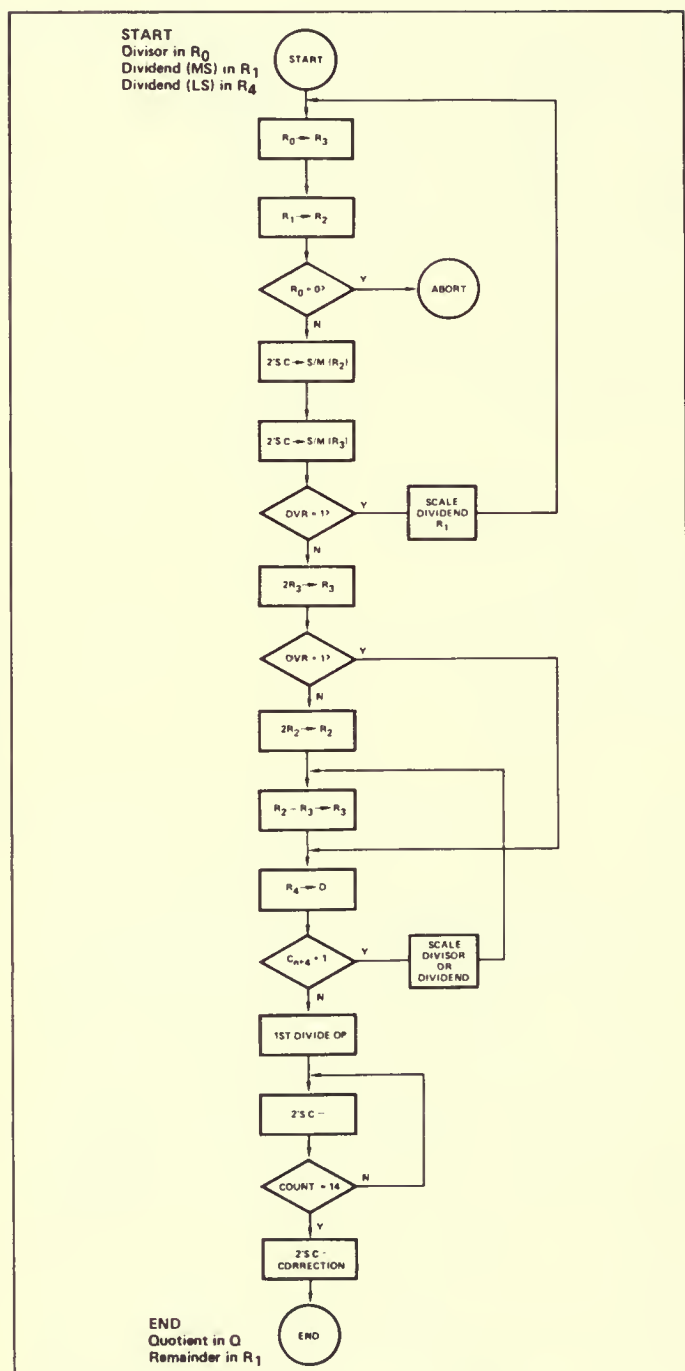 START
Divisor in R0
Dividend (MS) in R1
Dividend (LS) in R4
START
R0 → R3
R1 → R2
R0 = 0?
Y
ABORT
N
2'S C → S/M (R2)
2'S C → S/M (R3)
OVR = 1?
Y
SCALE
DIVIDEND
R1
N
2R3 → R3
OVR = 1?
Y
N
2R2 → R2
R2 − R3 → R3
R4 → Q
Cn+4 = 1
Y
SCALE
DIVISOR
OR
DIVIDEND
N
1ST DIVIDE OP
2'S C ÷
COUNT = 14
N
Y
2'S C ÷
CORRECTION
END
END
Quotient in Q
Remainder in R1